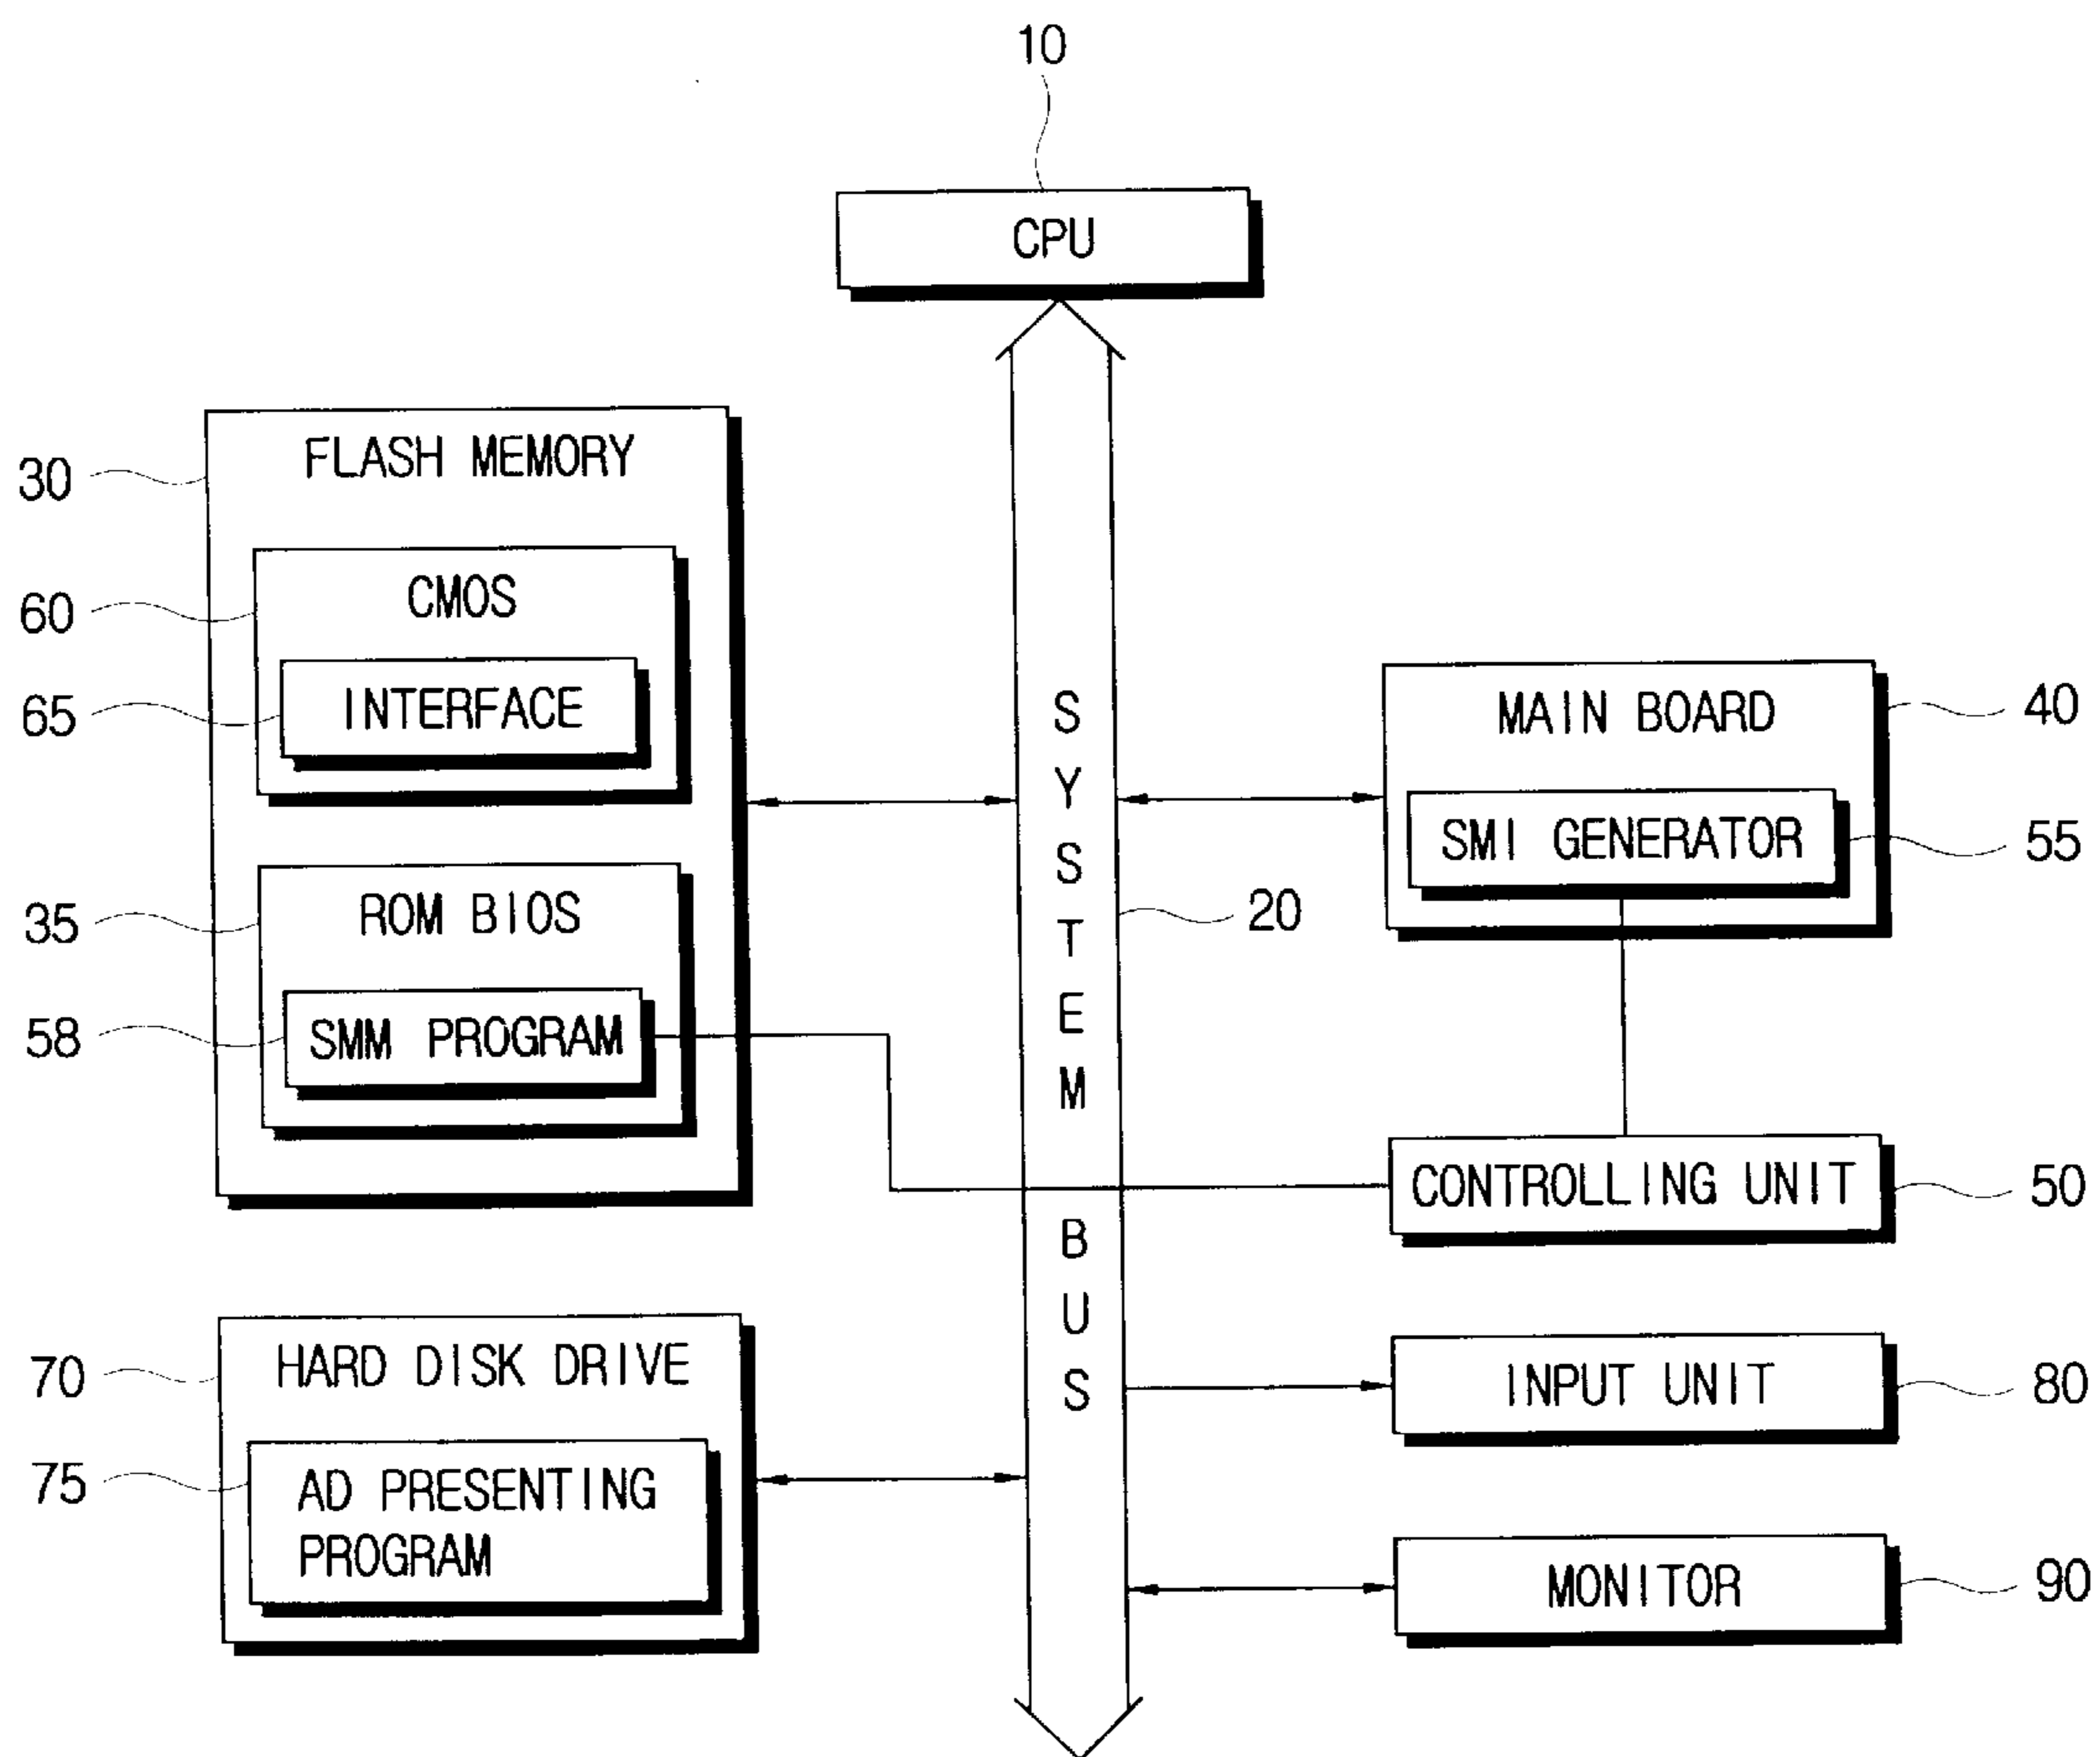 10
CPU
30
FLASH MEMORY
60
CMOS
65
INTERFACE
35
ROM BIOS
58
SMM PROGRAM
70
HARD DISK DRIVE
75
AD PRESENTING
PROGRAM
SYSTEM BUS
20
MAIN BOARD
40
SMI GENERATOR
55
CONTROLLING UNIT
50
INPUT UNIT
80
MONITOR
90